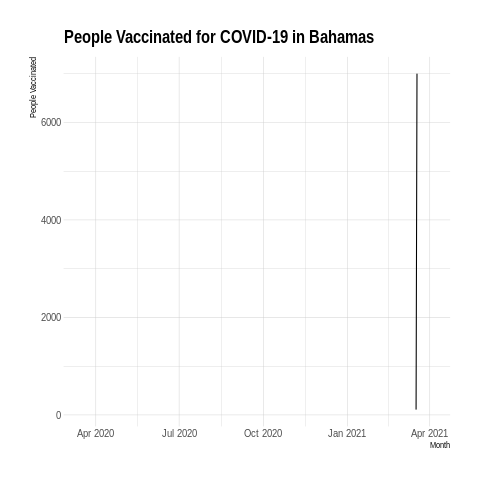 People Vaccinated for COVID-19 in Bahamas
People Vaccinated
6000
4000
2000
0
Apr 2020 Jul 2020 Oct 2020 Jan 2021 Apr 2021
Month